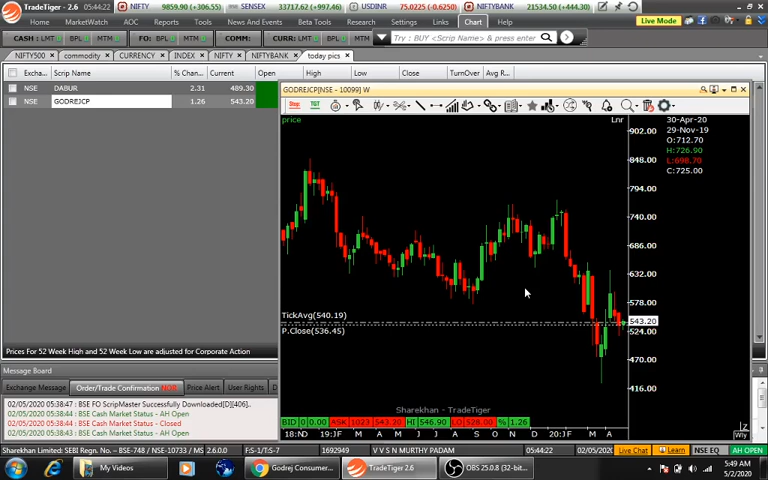 TradeTiger - 2.6 NIFTY 9859.90 (+306.55) SENSEX 33717.62 (+997.46) USDINR 75.0225 (-0.6250) NIFTYBANK 21534.50 (+444.30)
Home MarketWatch AOC Reports Tools News And Events Beta Tools Research Settings Links Chart Help Live Mode
CASH : LMT BPL MTM FO: BPL MTM COMM: CURR: LMT BPL MTM Try : BUY <Scrip Name>
NIFTY500 commodity CURRENCY INDEX NIFTY NIFTYBANK today pics
Excha... Scrip Name % Chan... Current Open High Low Close TurnOver Avg R...
NSE DABUR 2.31 489.30
NSE GODREJCP 1.26 543.20
GODREJCP[NSE - 10099] W
price
Lnr
30-Apr-20
29-Nov-19
O:712.70
H:726.90
L:698.70
C:725.00
902.00
848.00
794.00
740.00
686.00
632.00
578.00
543.20
524.00
470.00
416.00
TickAvg(540.19)
P.Close(536.45)
Sharekhan - TradeTiger
BID 0 0.00 ASK 1023 543.20 HI 546.90 LO 528.00 % 1.26
18:ND 19:JF M A M J J A S O N D 20:JF M A Wly
Prices For 52 Week High and 52 Week Low are adjusted for Corporate Action
Message Board
Exchange Message Order/Trade Confirmation Price Alert User Rights
02/05/2020 05:38:47 > BSE FO ScripMaster Successfully Downloaded[D][406]..
02/05/2020 05:38:44 > BSE Cash Market Status - AH Open
02/05/2020 05:38:44 > BSE Cash Market Status - Closed
02/05/2020 05:38:43 > BSE Cash Market Status - AH Open
Sharekhan Limited: SEBI Regn. No. – BSE-748 / NSE-10733 / MSE 2.6.0.0 F:S-1/T:S-7 1692949 V V S N MURTHY PADAM 05:44:22 02/05/2020 Live Chat Learn NSE EQ AH OPEN
My Videos Godrej Consumer... TradeTiger - 2.6 OBS 25.0.8 (32-bit...
5:49 AM
5/2/2020